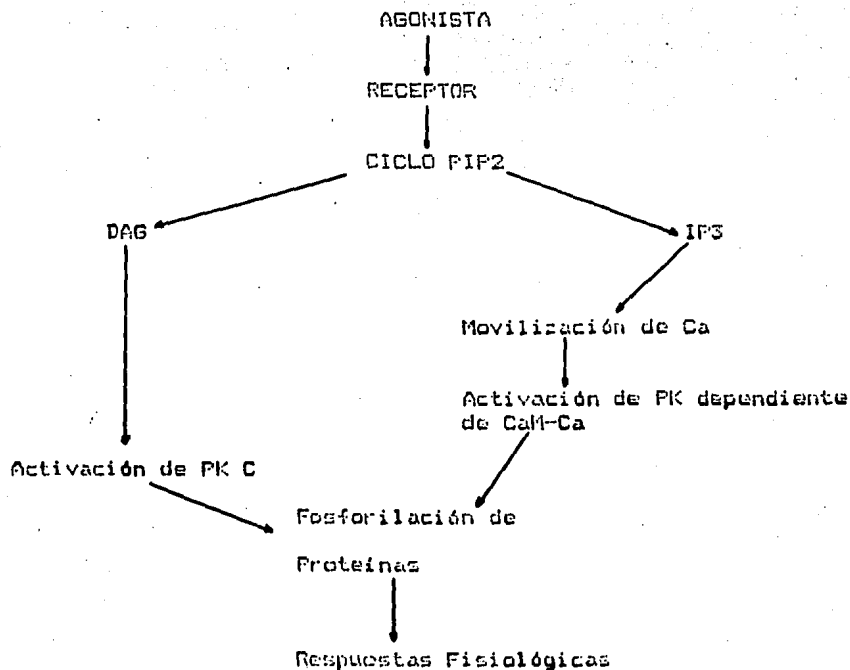 AGONISTA
RECEPTOR
CICLO PIP2
DAG
IP3
Movilización de Ca
Activación de PK dependiente
de CaM-Ca
Activación de PK C
Fosforilación de
Proteínas
Respuestas Fisiológicas